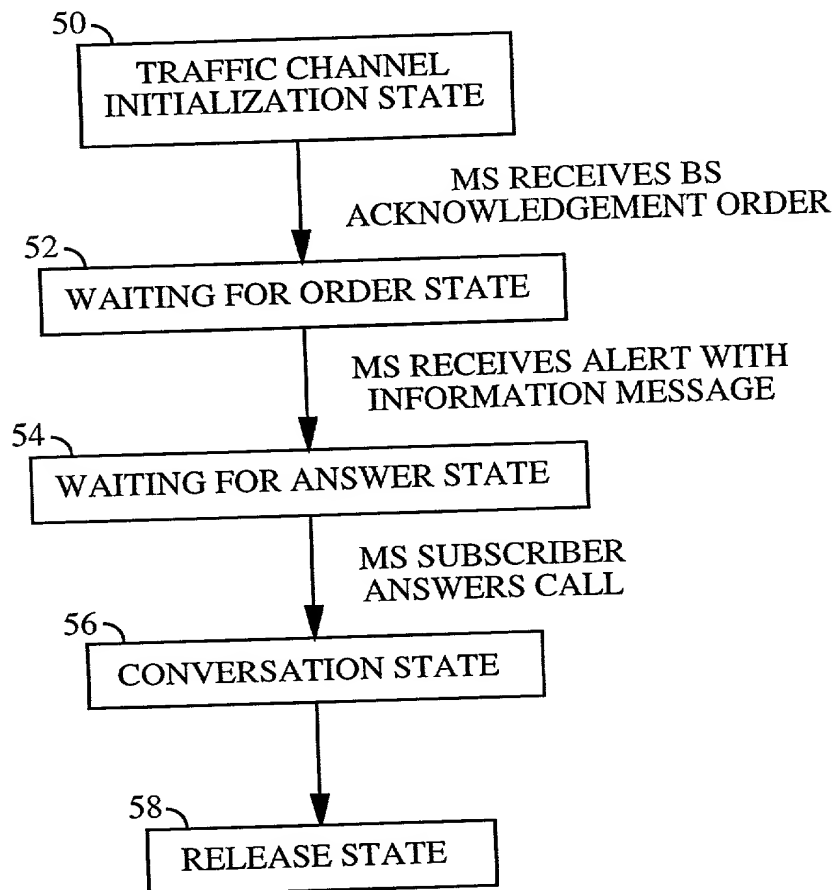 50
TRAFFIC CHANNEL
INITIALIZATION STATE
MS RECEIVES BS
ACKNOWLEDGEMENT ORDER
52
WAITING FOR ORDER STATE
MS RECEIVES ALERT WITH
INFORMATION MESSAGE
54
WAITING FOR ANSWER STATE
MS SUBSCRIBER
ANSWERS CALL
56
CONVERSATION STATE
58
RELEASE STATE